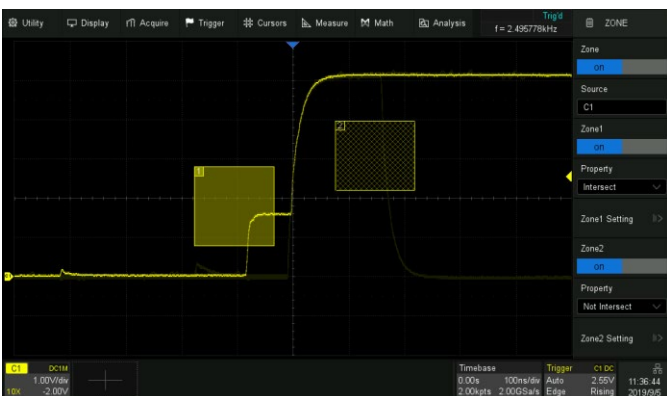 Utility Display Acquire Trigger Cursors Measure Math Analysis Trig'd
f = 2.495778kHz
ZONE
Zone
on
Source
C1
Zone1
on
Property
Intersect
Zone1 Setting
Zone2
on
Property
Not Intersect
Zone2 Setting
1
2
C1
C1 DC1M
1.00V/div
10X -2.00V
Timebase
0.00s 100ns/div
2.00kpts 2.00GSa/s
Trigger C1 DC
Auto 2.55V
Edge Rising
11:36:44
2019/9/5